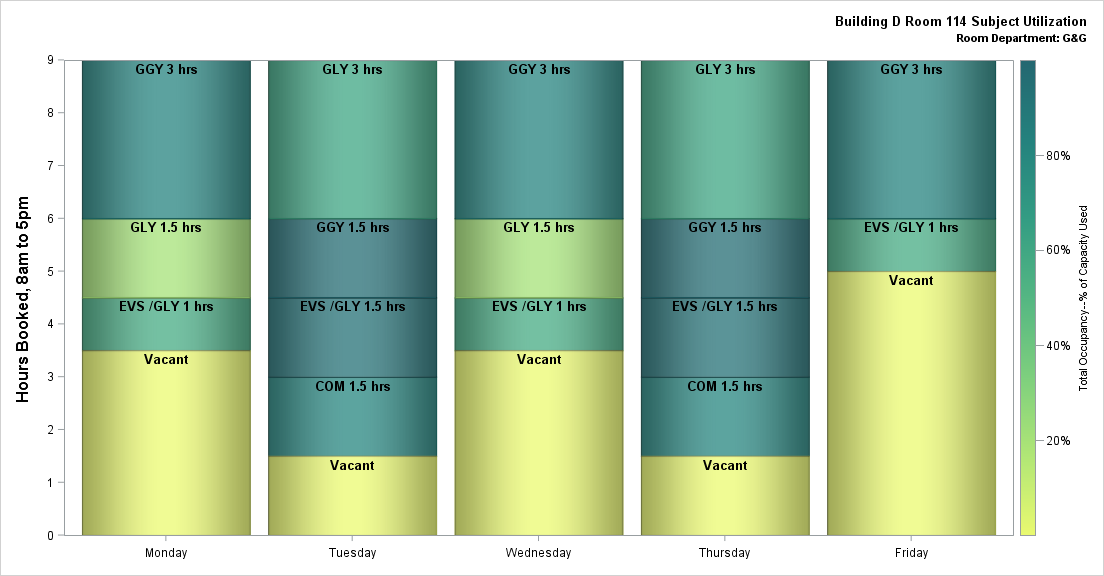 Building D Room 114 Subject Utilization
Room Department: G&G
Hours Booked, 8am to 5pm
9
8
7
6
5
4
3
2
1
0
GGY 3 hrs
GLY 1.5 hrs
EVS /GLY 1 hrs
Vacant
GLY 3 hrs
GGY 1.5 hrs
EVS /GLY 1.5 hrs
COM 1.5 hrs
Vacant
GGY 3 hrs
GLY 1.5 hrs
EVS /GLY 1 hrs
Vacant
GLY 3 hrs
GGY 1.5 hrs
EVS /GLY 1.5 hrs
COM 1.5 hrs
Vacant
GGY 3 hrs
EVS /GLY 1 hrs
Vacant
Monday
Tuesday
Wednesday
Thursday
Friday
80%
60%
40%
20%
Total Occupancy--% of Capacity Used